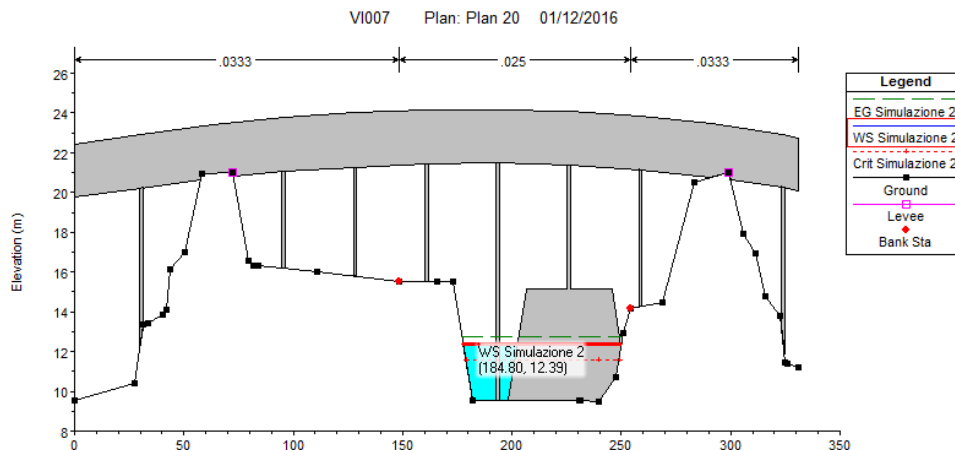 VI007 Plan: Plan 20 01/12/2016
.0333 .025 .0333
Legend
EG Simulazione 2
WS Simulazione 2
Crit Simulazione 2
Ground
Levee
Bank Sta
Elevation (m)
26
24
22
20
18
16
14
12
10
8
WS Simulazione 2
(184.80, 12.39)
0 50 100 150 200 250 300 350